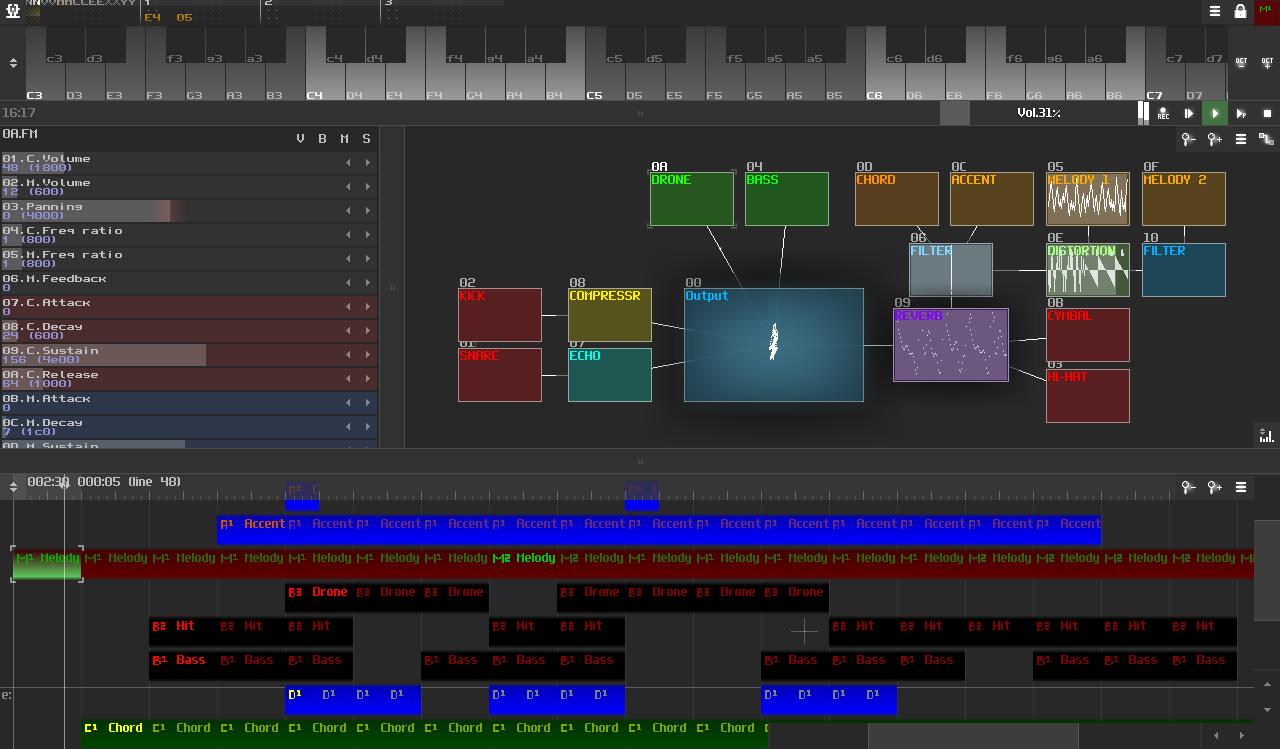 NNVVMMCCEEXXYY 1 2 3
E4 05
M1
c3 d3 f3 g3 a3 c4 d4 f4 g4 a4 c5 d5 f5 g5 a5 c6 d6 f6 g6 a6 c7 d7
OCT - OCT +
C3 D3 E3 F3 G3 A3 B3 C4 D4 E4 F4 G4 A4 B4 C5 D5 E5 F5 G5 A5 B5 C6 D6 E6 F6 G6 A6 B6 C7 D7
16:17 Vol.31% REC
0A.FM V B M S
01.C.Volume
48 (1800)
02.M.Volume
12 (600)
03.Panning
0 (4000)
04.C.Freq ratio
1 (800)
05.M.Freq ratio
1 (800)
06.M.Feedback
0
07.C.Attack
0
08.C.Decay
24 (600)
09.C.Sustain
156 (4e00)
0A.C.Release
64 (1000)
0B.M.Attack
0
0C.M.Decay
7 (1c0)
0D.M.Sustain
0A 04 0D 0C 05 0F
DRONE BASS CHORD ACCENT MELODY 1 MELODY 2
06 0E 10
FILTER DISTORTION FILTER
02 08 00 09 0B
KICK COMPRESSR Output REVERB CYMBAL
01 07 03
SNARE ECHO HI-HAT
002:30 000:05 (line 48)
A1 Accent A1 Accent A1 Accent A1 Accent A1 Accent A1 Accent A1 Accent A1 Accent A1 Accent A1 Accent A1 Accent A1 Accent A1 Accent
M1 Melody M1 Melody M1 Melody M1 Melody M1 Melody M1 Melody M1 Melody M2 Melody M2 Melody M1 Melody M1 Melody M1 Melody M1 Melody M1 Melody M2 Melody M2 Melody M2 Melody M2 Melody
B3 Drone B3 Drone B3 Drone B3 Drone B3 Drone B3 Drone B3 Drone
B2 Hit B2 Hit B2 Hit B2 Hit B2 Hit B2 Hit B2 Hit B2 Hit B2 Hit B2 Hit B2 Hit
B1 Bass B1 Bass B1 Bass B1 Bass B1 Bass B1 Bass B1 Bass B1 Bass B1 Bass B1 Bass B1 Bass B1 Bass
e: D1 D1 D1 D1 D1 D1 D1 D1 D1 D1 D1 D1
C1 Chord C1 Chord C1 Chord C1 Chord C1 Chord C1 Chord C1 Chord C1 Chord C1 Chord C1 Chord